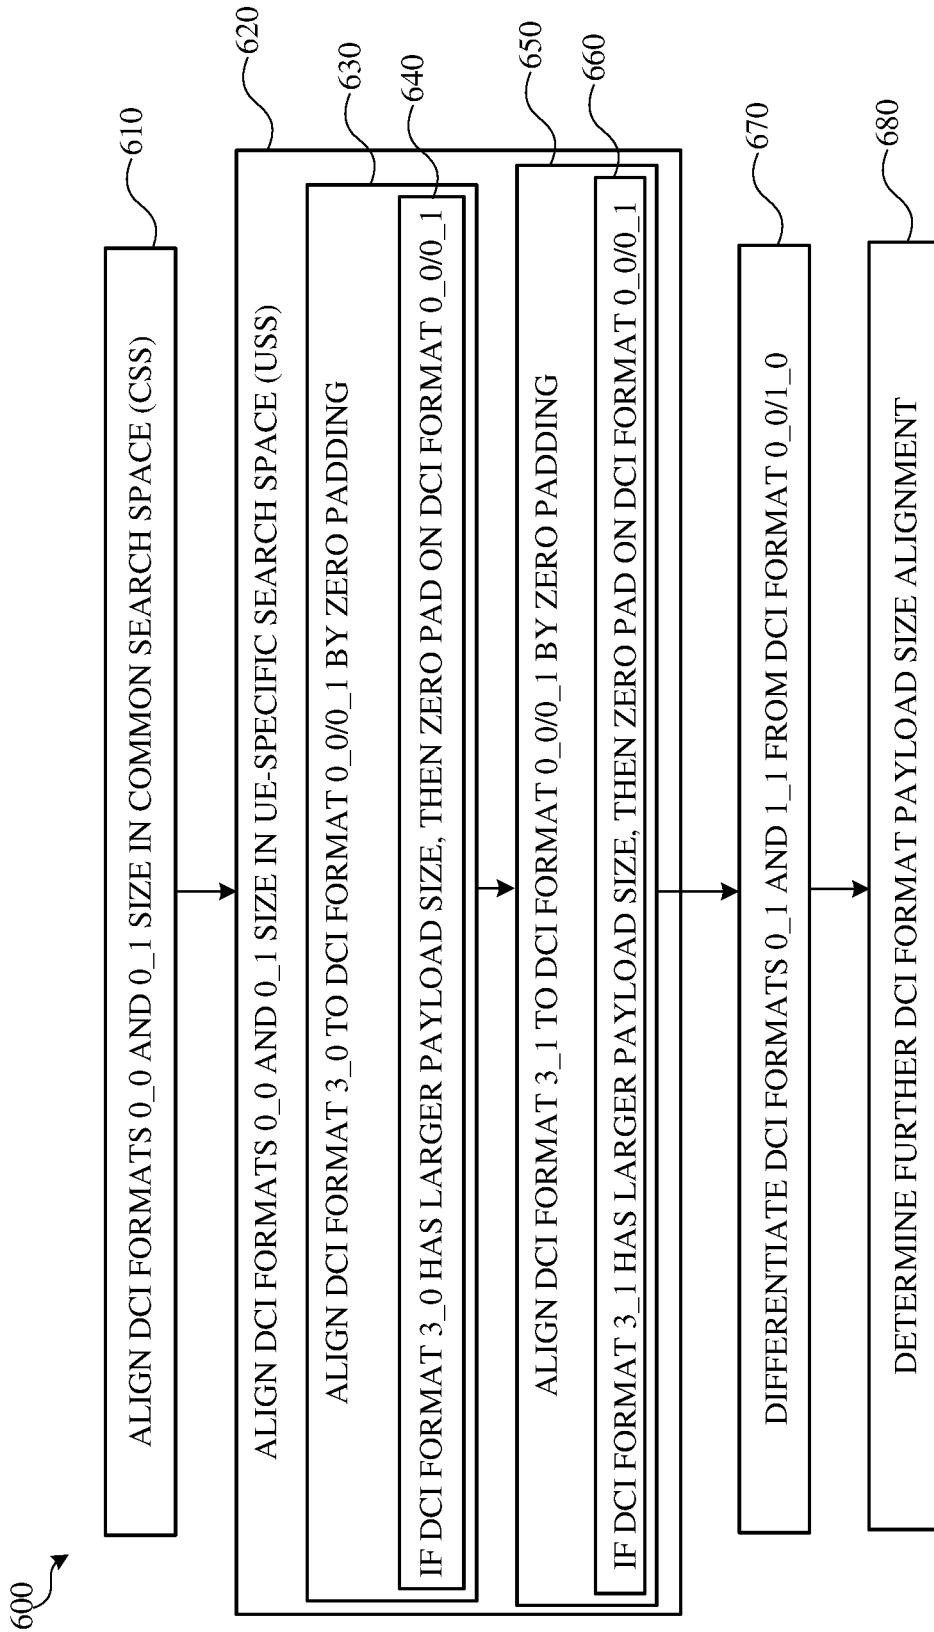 600
610
ALIGN DCI FORMATS 0_0 AND 0_1 SIZE IN COMMON SEARCH SPACE (CSS)
620
ALIGN DCI FORMATS 0_0 AND 0_1 SIZE IN UE-SPECIFIC SEARCH SPACE (USS)
630
ALIGN DCI FORMAT 3_0 TO DCI FORMAT 0_0/0_1 BY ZERO PADDING
640
IF DCI FORMAT 3_0 HAS LARGER PAYLOAD SIZE, THEN ZERO PAD ON DCI FORMAT 0_0/0_1
650
ALIGN DCI FORMAT 3_1 TO DCI FORMAT 0_0/0_1 BY ZERO PADDING
660
IF DCI FORMAT 3_1 HAS LARGER PAYLOAD SIZE, THEN ZERO PAD ON DCI FORMAT 0_0/0_1
670
DIFFERENTIATE DCI FORMATS 0_1 AND 1_1 FROM DCI FORMAT 0_0/1_0
680
DETERMINE FURTHER DCI FORMAT PAYLOAD SIZE ALIGNMENT